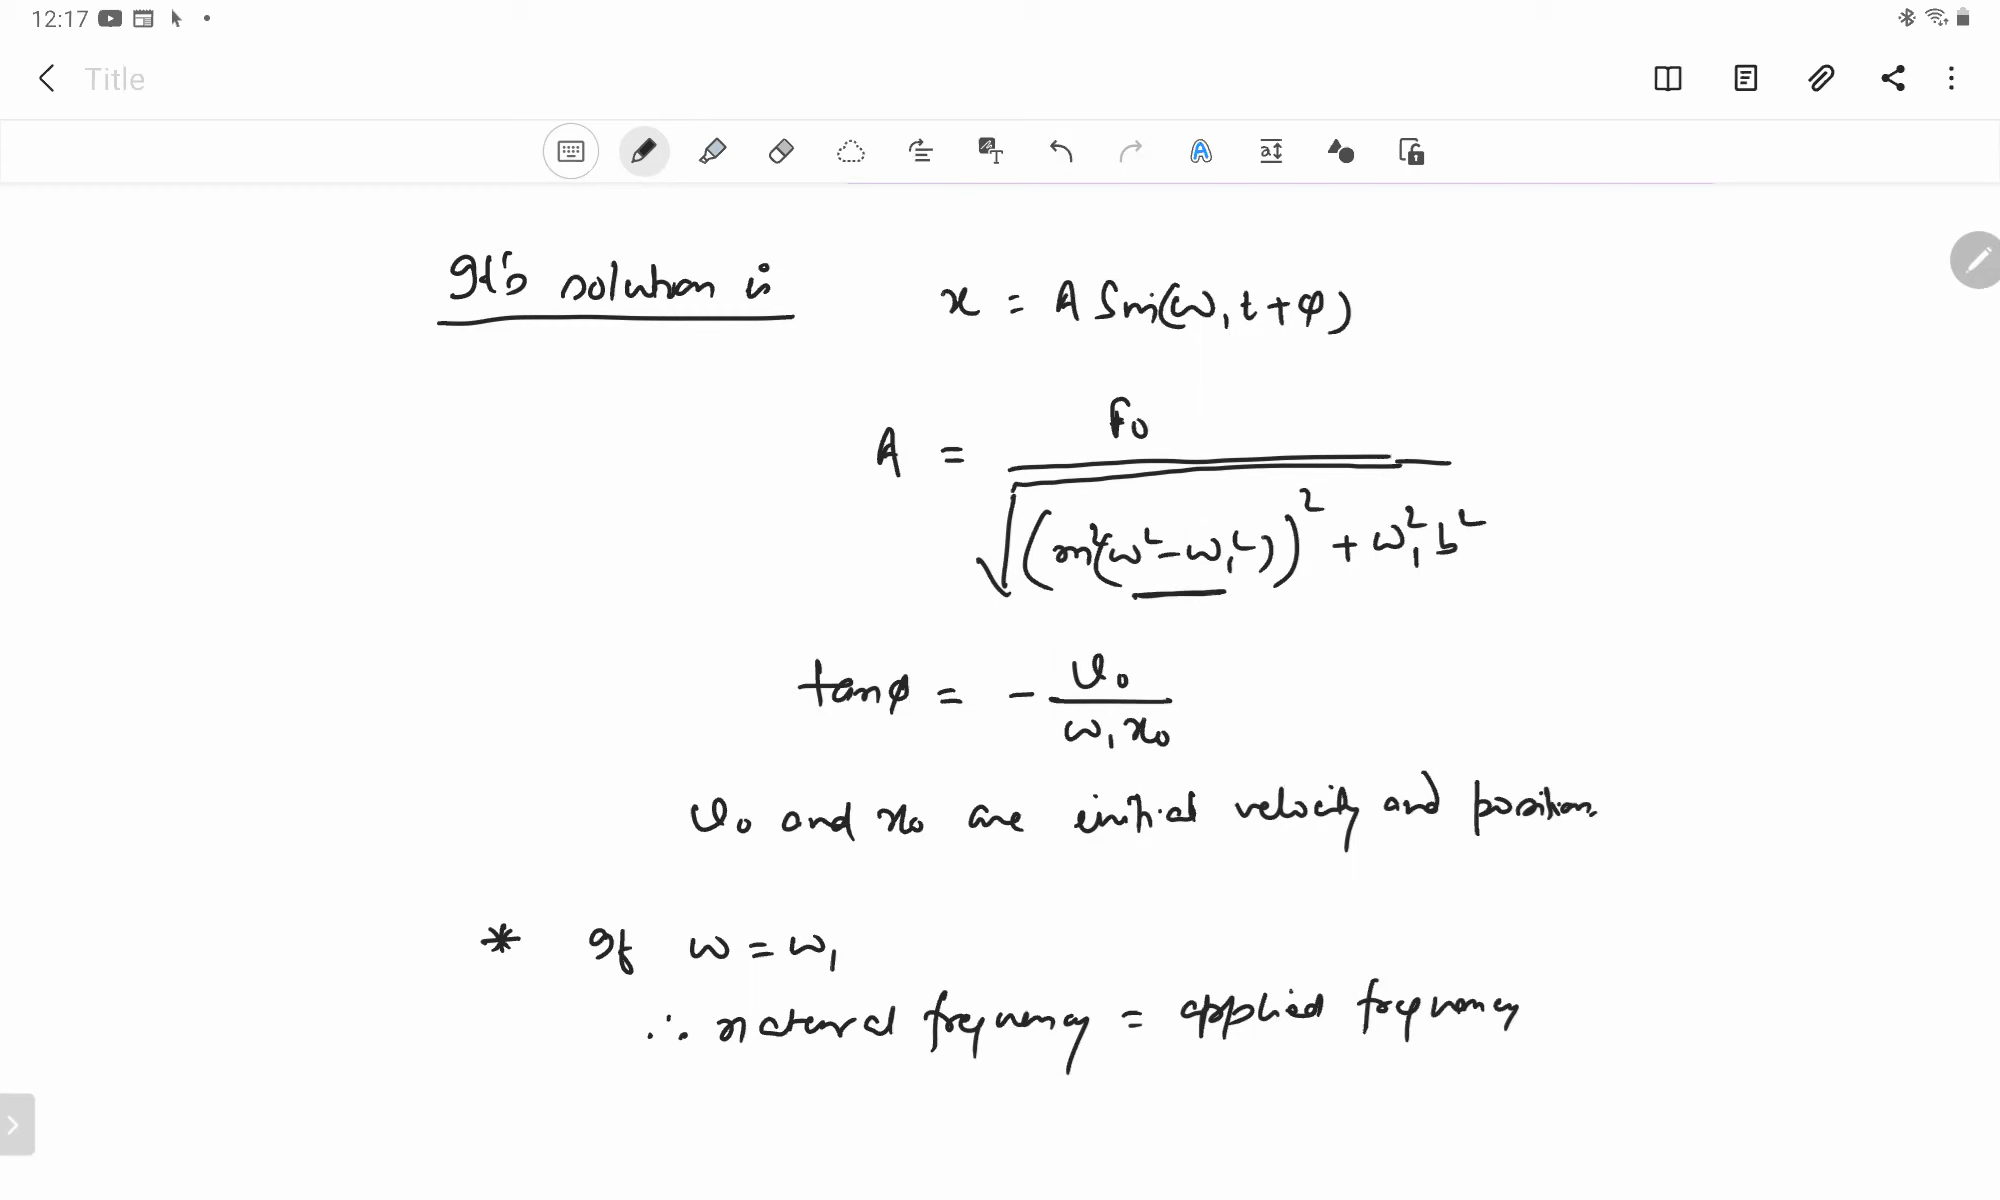 12:17
Title
It's solution is x = A Sin(ω₁t + φ)
A = F₀ / √((m²(ω² − ω₁²))² + ω₁²b²)
tanφ = − v₀ / ω₁x₀
v₀ and x₀ are initial velocity and position.
* If ω = ω₁
∴ natural frequency = applied frequency